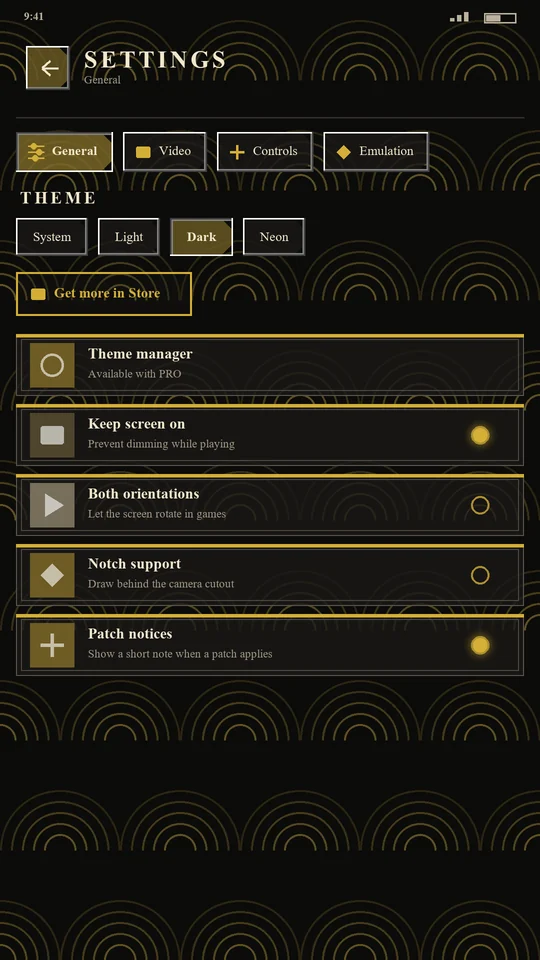 9:41
SETTINGS
General
General
Video
Controls
Emulation
THEME
System
Light
Dark
Neon
Get more in Store
Theme manager
Available with PRO
Keep screen on
Prevent dimming while playing
Both orientations
Let the screen rotate in games
Notch support
Draw behind the camera cutout
Patch notices
Show a short note when a patch applies